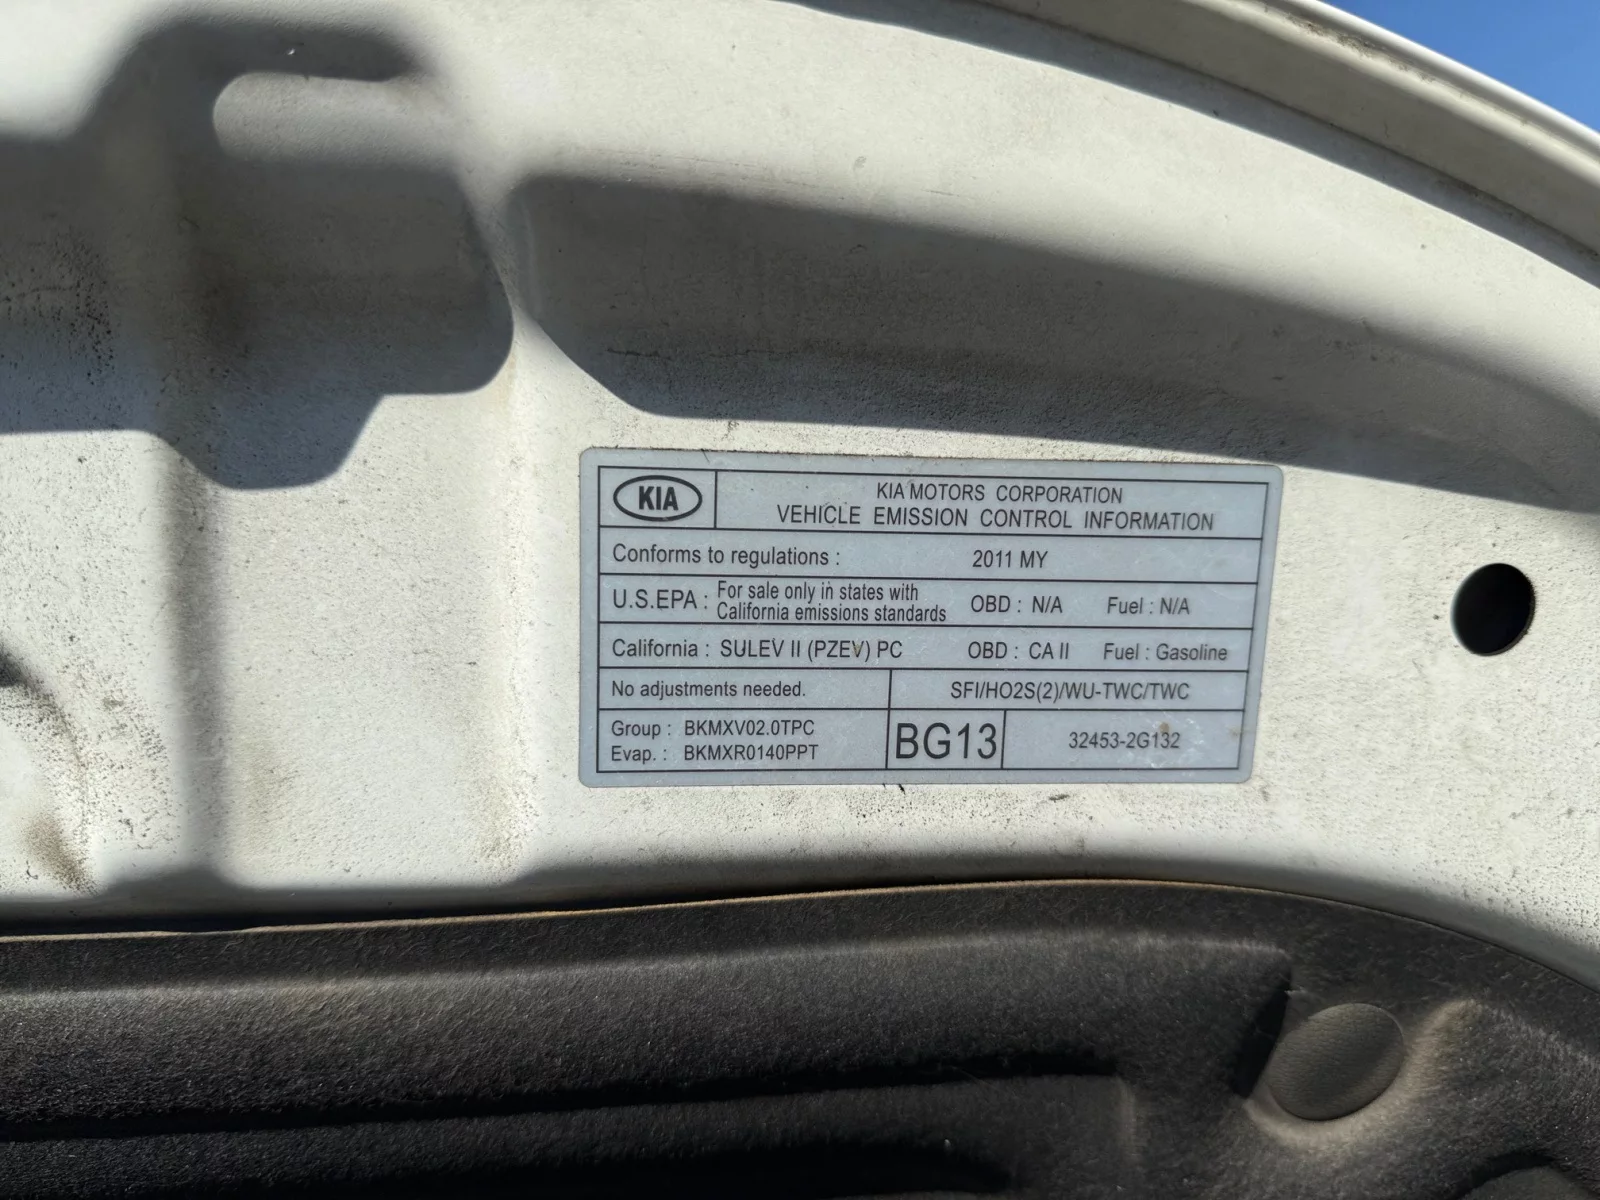 KIA
KIA MOTORS CORPORATION
VEHICLE EMISSION CONTROL INFORMATION
Conforms to regulations : 2011 MY
U.S.EPA : For sale only in states with
California emissions standards OBD : N/A Fuel : N/A
California : SULEV II (PZEV) PC OBD : CA II Fuel : Gasoline
No adjustments needed. SFI/HO2S(2)/WU-TWC/TWC
Group : BKMXV02.0TPC
Evap. : BKMXR0140PPT
BG13
32453-2G132